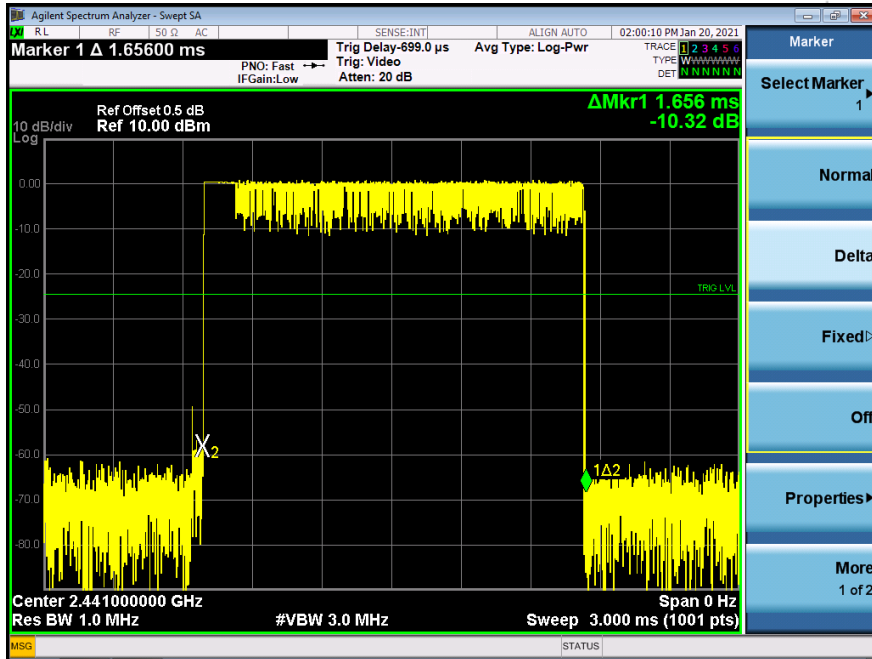 Agilent Spectrum Analyzer - Swept SA
LXI RL RF 50 Ω AC SENSE:INT ALIGN AUTO 02:00:10 PM Jan 20, 2021
Marker 1 Δ 1.65600 ms
Trig Delay-699.0 µs
Avg Type: Log-Pwr
TRACE 1 2 3 4 5 6
PNO: Fast
Trig: Video
TYPE WWWWWW
IFGain:Low
Atten: 20 dB
DET N N N N N N
ΔMkr1 1.656 ms
-10.32 dB
Ref Offset 0.5 dB
10 dB/div Ref 10.00 dBm
Log
0.00
-10.0
-20.0
TRIG LVL
-30.0
-40.0
-50.0
2
-60.0
1Δ2
-70.0
-80.0
Center 2.441000000 GHz
Span 0 Hz
Res BW 1.0 MHz
#VBW 3.0 MHz
Sweep 3.000 ms (1001 pts)
MSG
STATUS
Marker
Select Marker
1
Normal
Delta
Fixed
Off
Properties
More
1 of 2